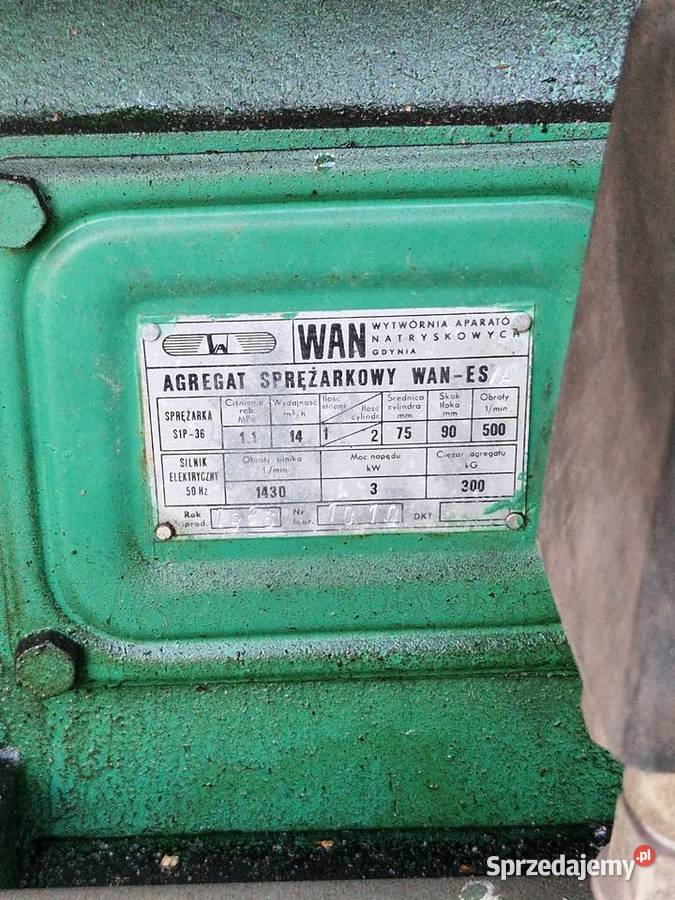 WAN WYTWÓRNIA APARATÓ
NATRYSKOWYCH
GDYNIA
AGREGAT SPRĘŻARKOWY WAN-ES
SPRĘŻARKA
S1P-36
Ciśnienie rob. MPa
1.1
Wydajność m³/h
14
Ilość stopni
1
Ilość cylindr.
2
Średnica cylindra mm
75
Skok tłoka mm
90
Obroty 1/min
500
SILNIK ELEKTRYCZNY 50 Hz
Obroty silnika 1/min
1430
Moc napędu kW
3
Ciężar agregatu kG
300
Rok prod.
Nr
1010
DKT
Sprzedajemy.pl